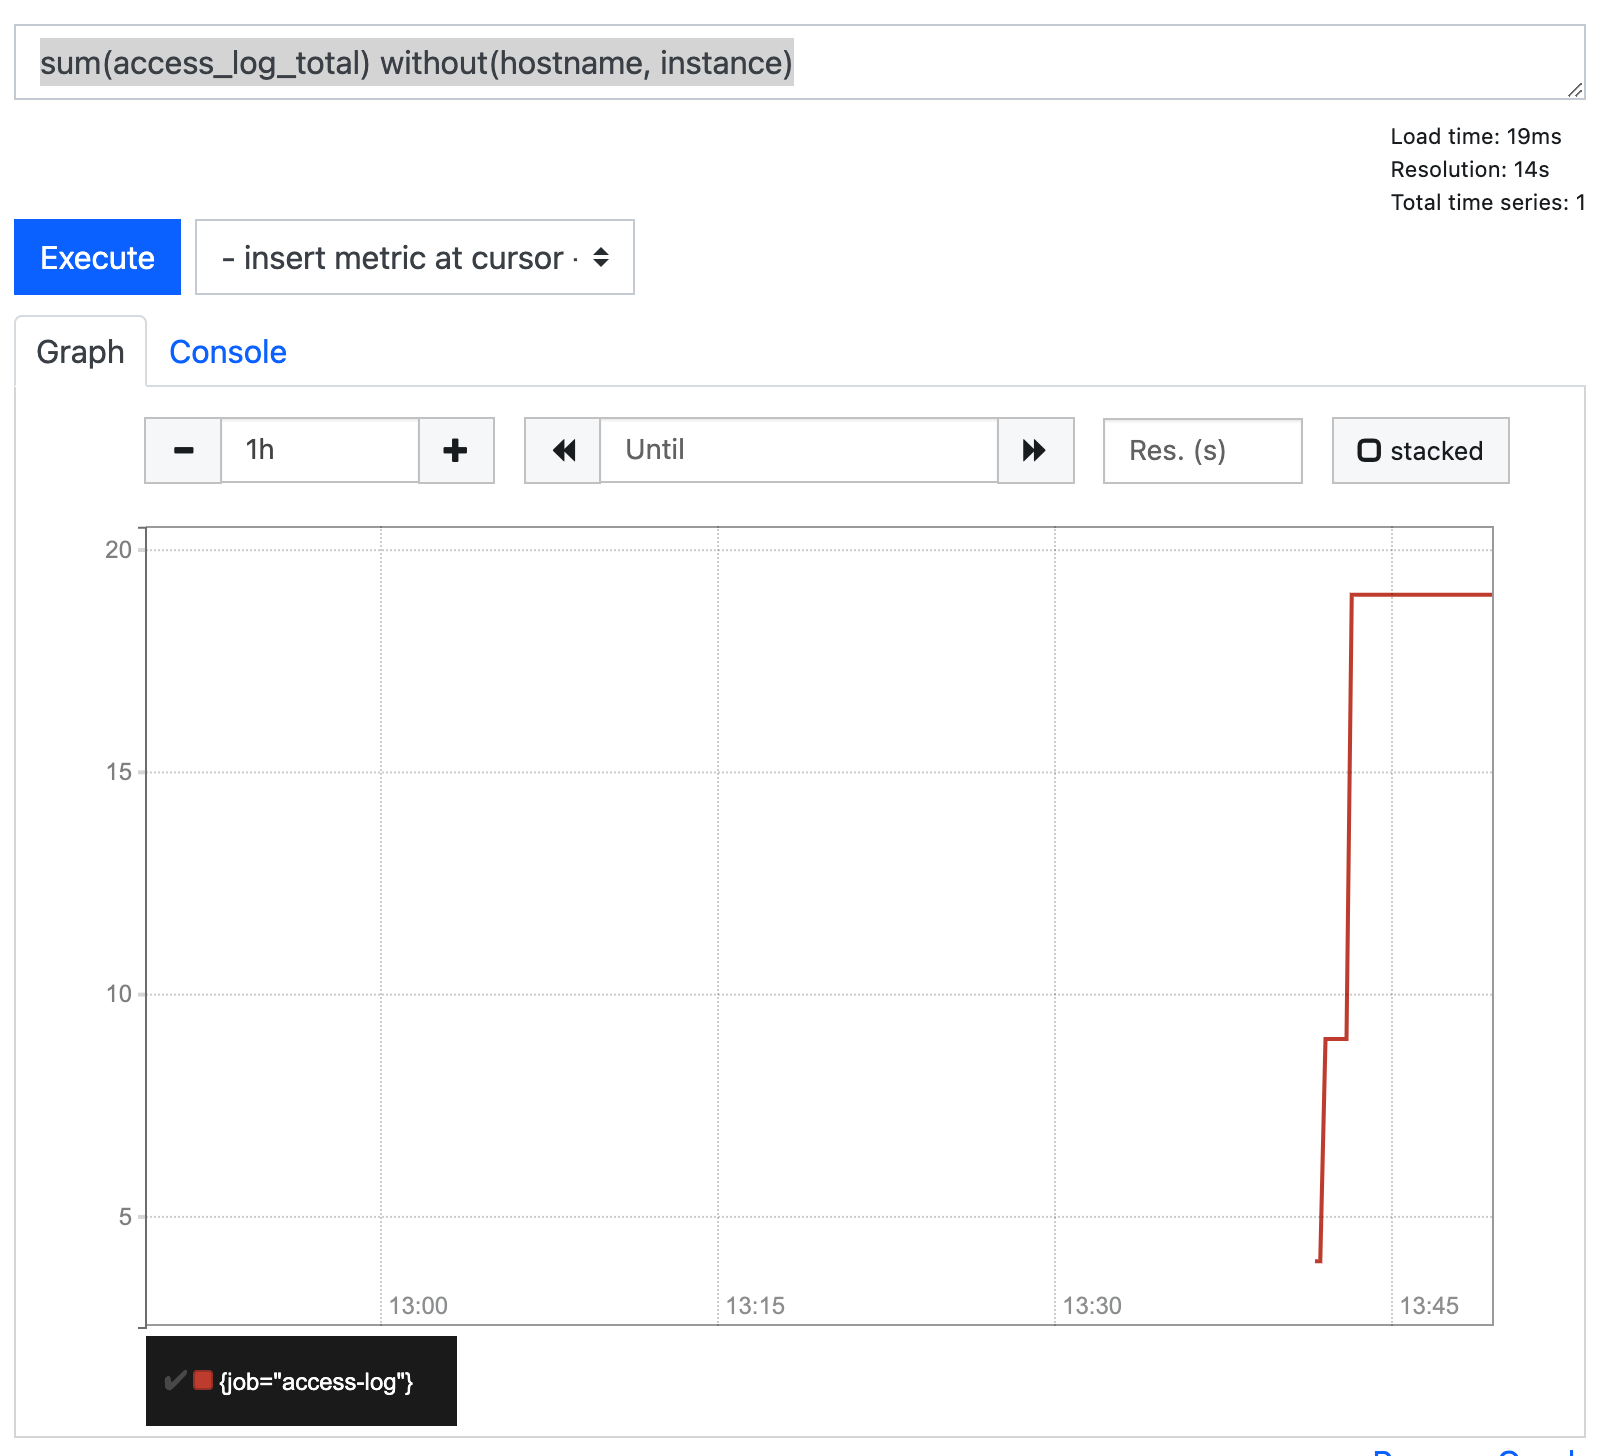 sum(access_log_total) without(hostname, instance)
Load time: 19ms
Resolution: 14s
Total time series: 1
Execute
- insert metric at cursor -
Graph
Console
1h
Until
Res. (s)
stacked
20
15
10
5
13:00
13:15
13:30
13:45
{job="access-log"}